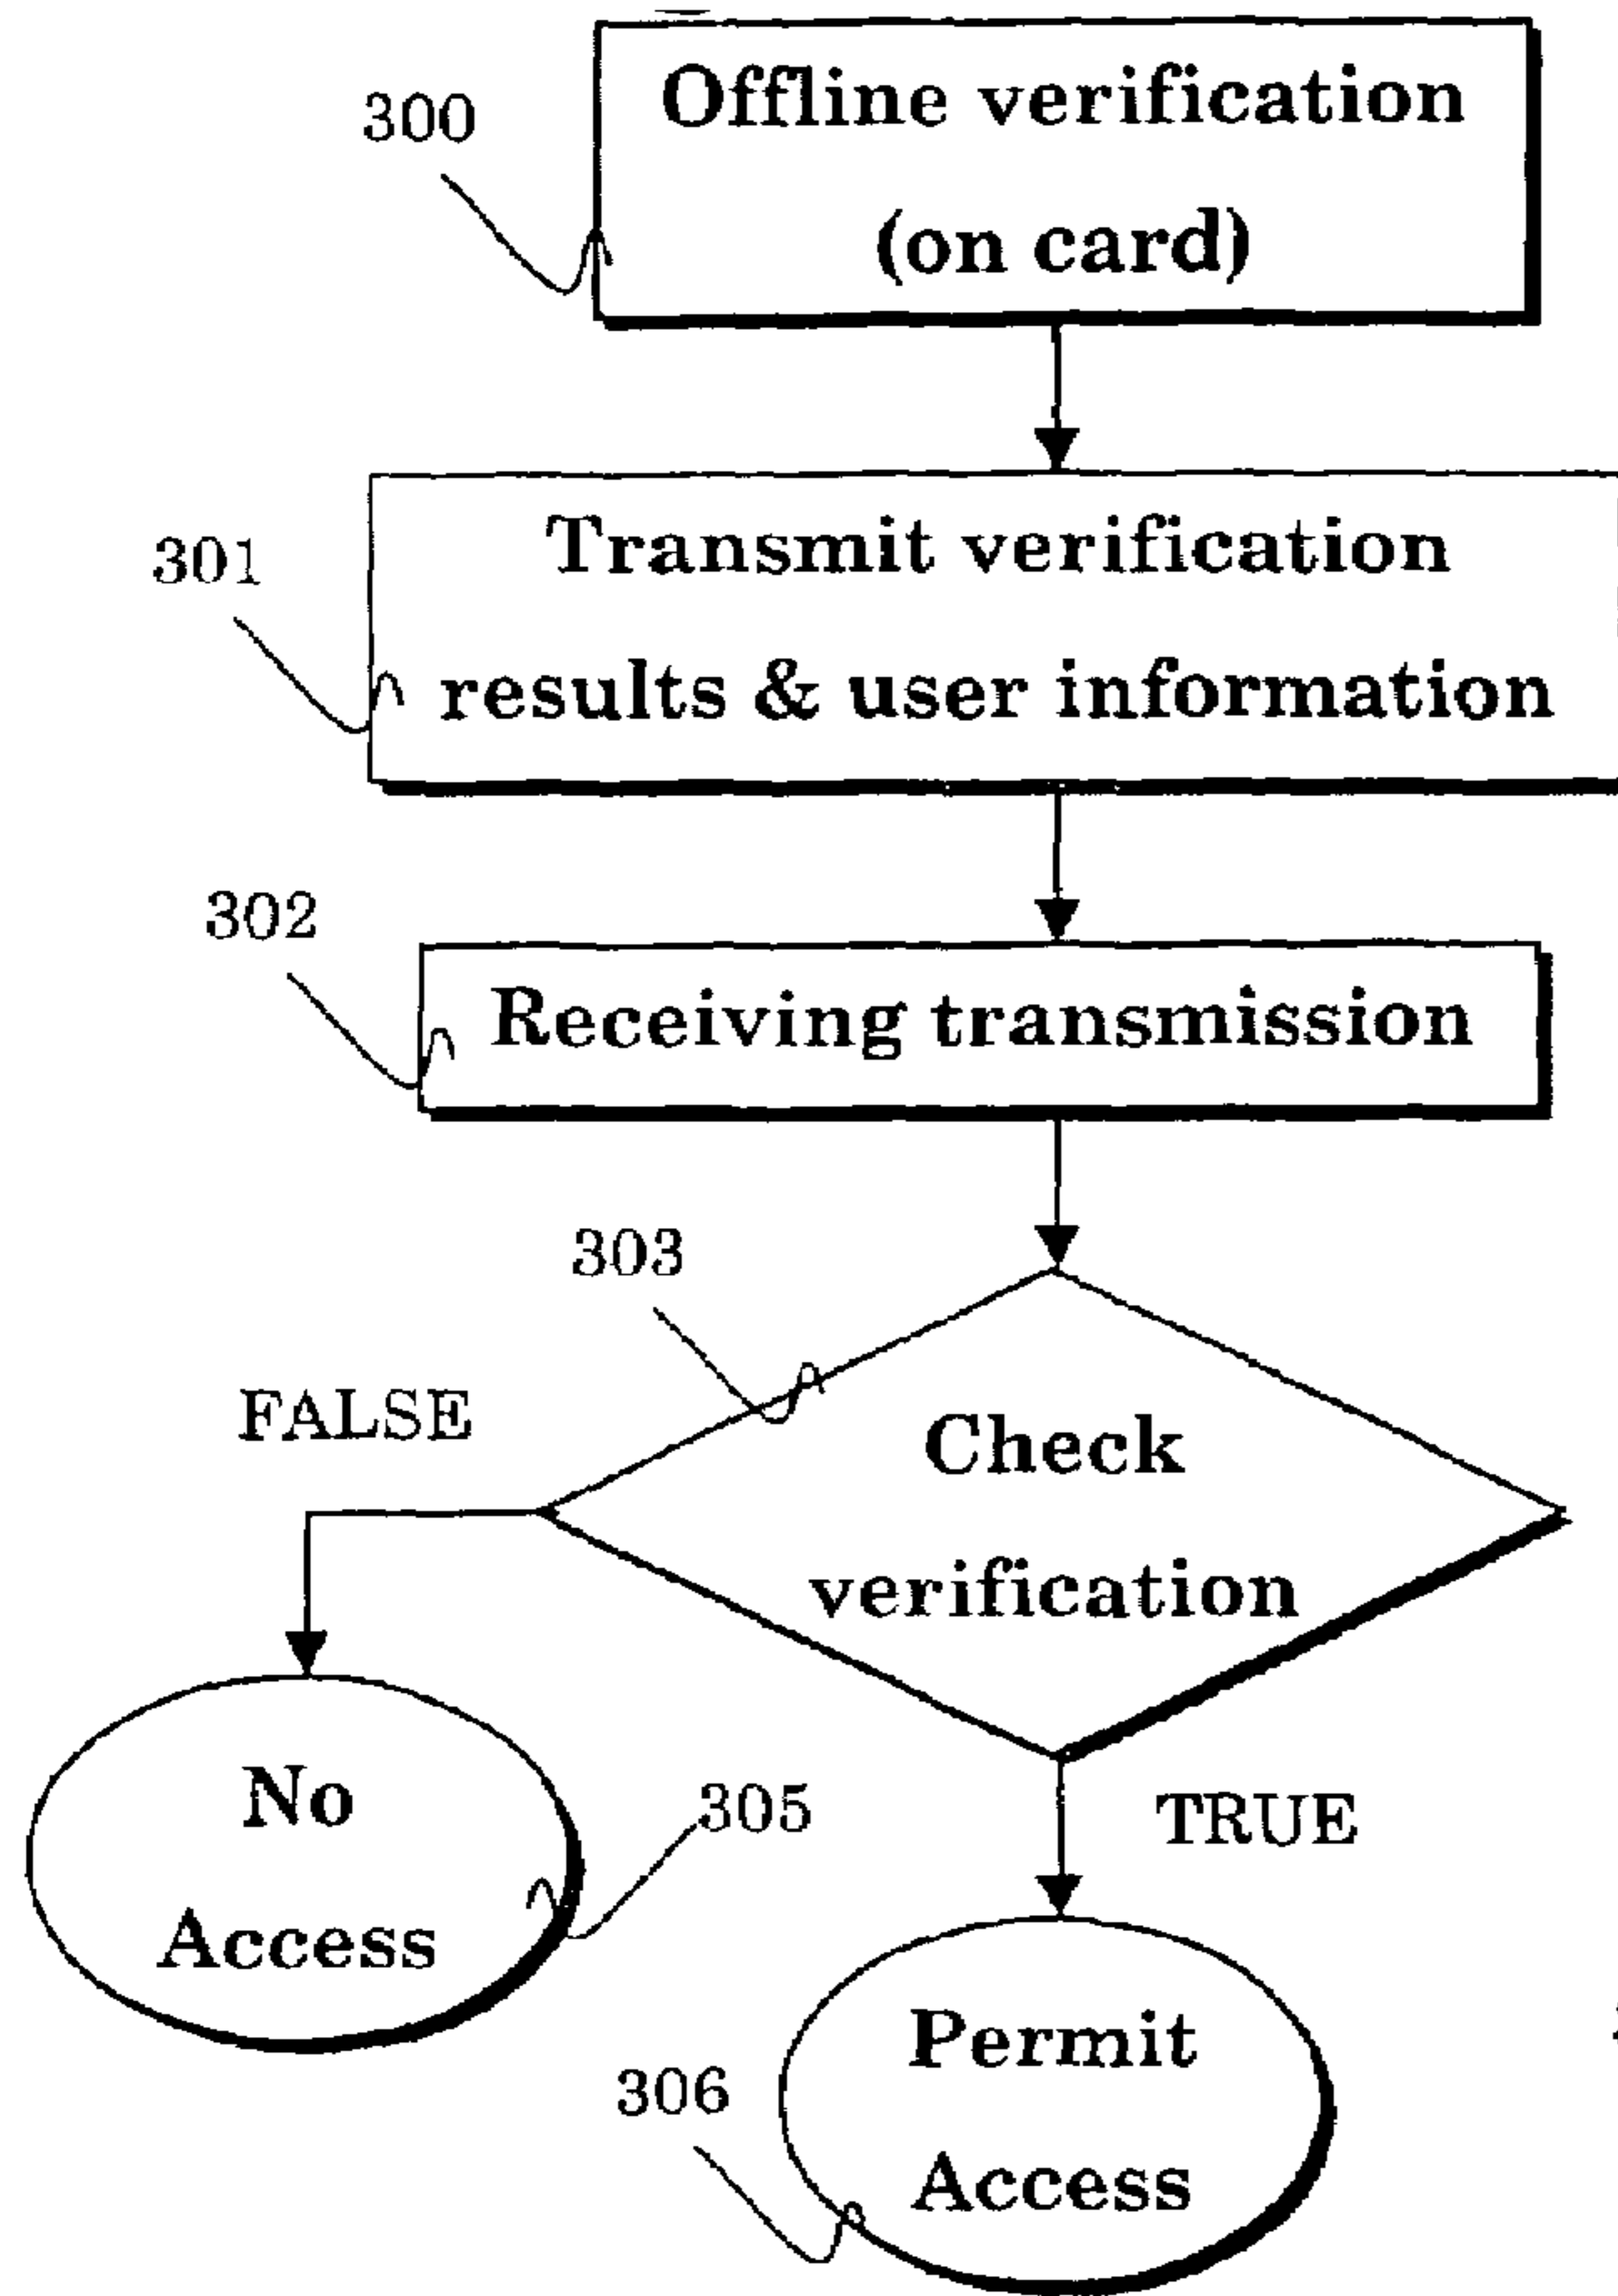 300
Offline verification
(on card)
301
Transmit verification
results & user information
302
Receiving transmission
303
FALSE
Check
verification
No
Access
305
TRUE
Permit
Access
306